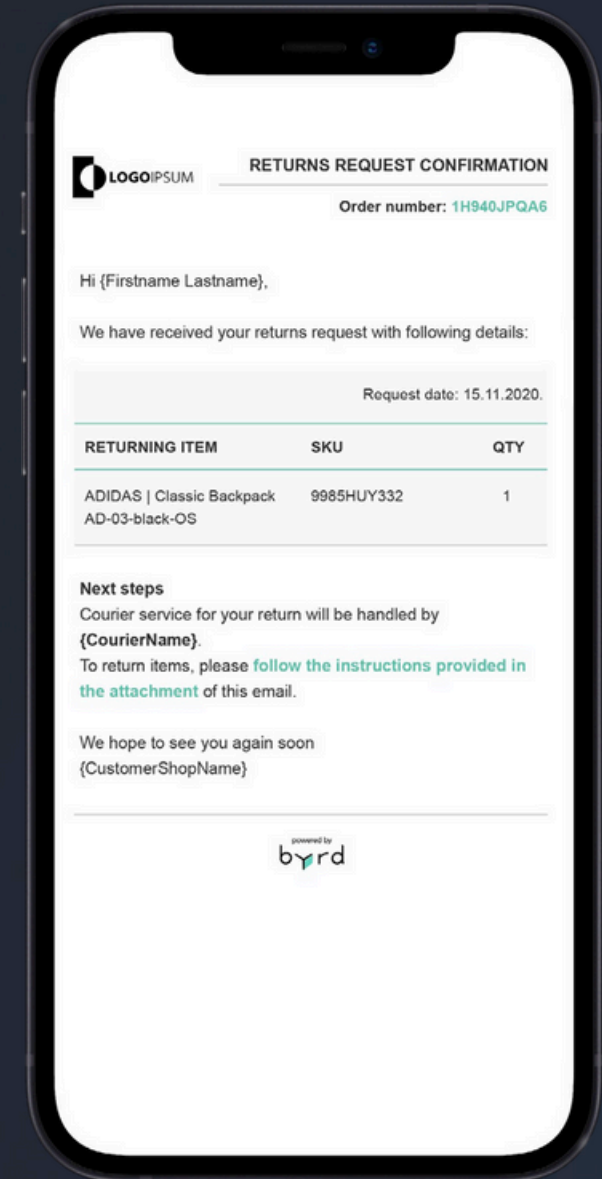 LOGOIPSUM
RETURNS REQUEST CONFIRMATION
Order number: 1H940JPQA6
Hi {Firstname Lastname},
We have received your returns request with following details:
Request date: 15.11.2020.
RETURNING ITEM SKU QTY
ADIDAS | Classic Backpack 9985HUY332 1
AD-03-black-OS
Next steps
Courier service for your return will be handled by
{CourierName}.
To return items, please follow the instructions provided in
the attachment of this email.
We hope to see you again soon
{CustomerShopName}
powered by
byrd